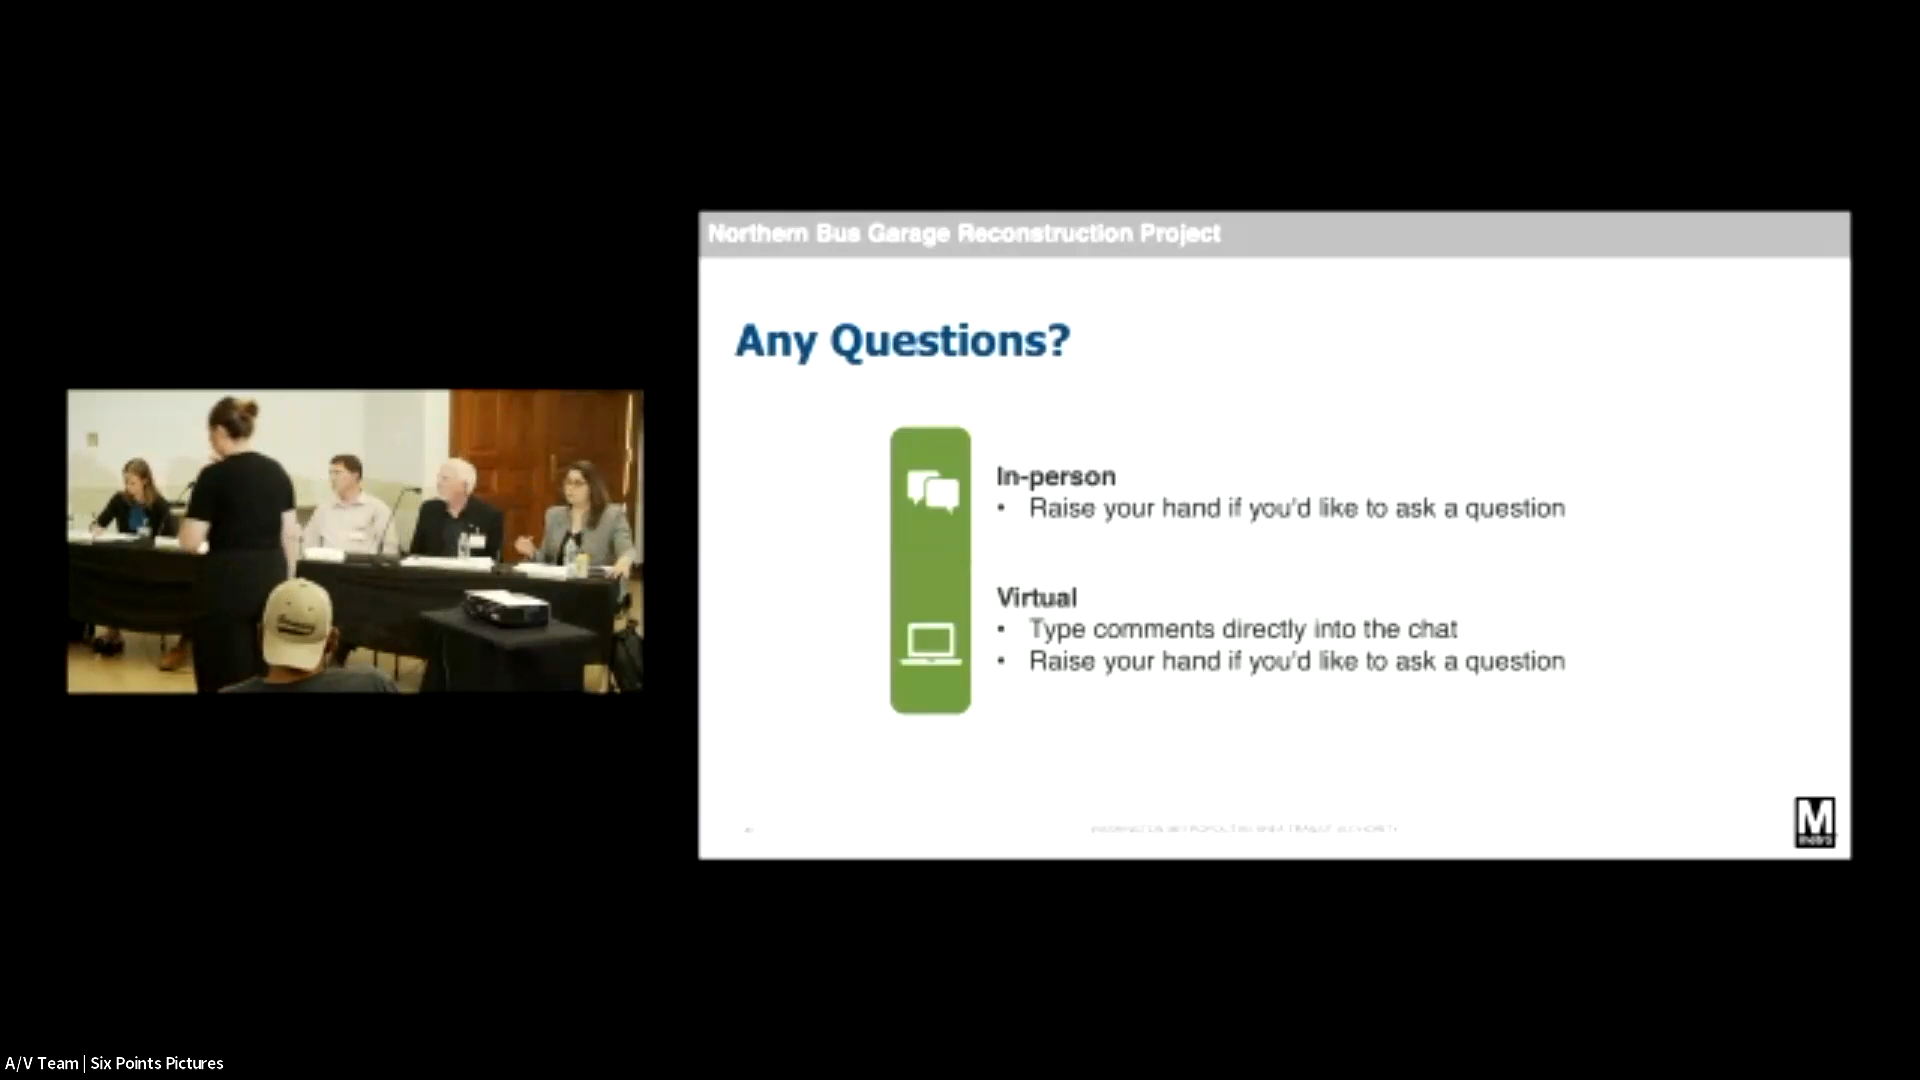 Northern Bus Garage Reconstruction Project
Any Questions?
In-person
• Raise your hand if you'd like to ask a question
Virtual
• Type comments directly into the chat
• Raise your hand if you'd like to ask a question
M
metro
A/V Team | Six Points Pictures